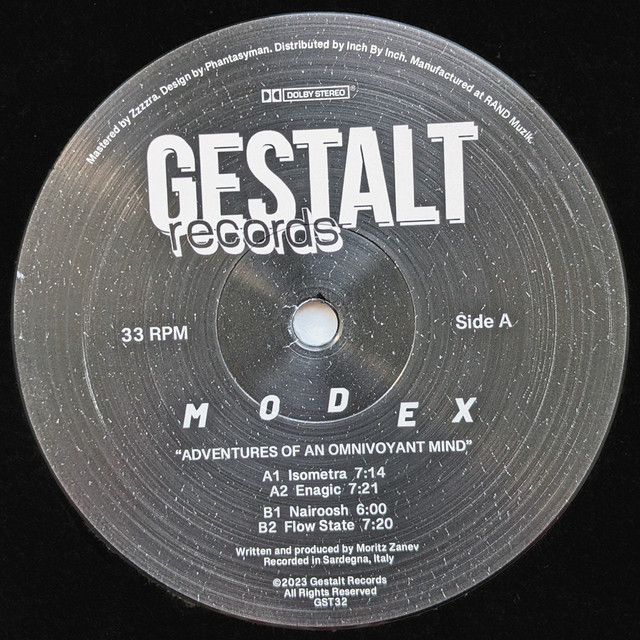 Mastered by Zzzzra. Design by Phantasyman. Distributed by Inch By Inch. Manufactured at RAND Muzik.
DOLBY STEREO®
GESTALT
records
33 RPM
Side A
MODEX
“ADVENTURES OF AN OMNIVOYANT MIND”
A1 Isometra 7:14
A2 Enagic 7:21
B1 Nairoosh 6:00
B2 Flow State 7:20
Written and produced by Moritz Zanev
Recorded in Sardegna, Italy
©2023 Gestalt Records
All Rights Reserved
GST32